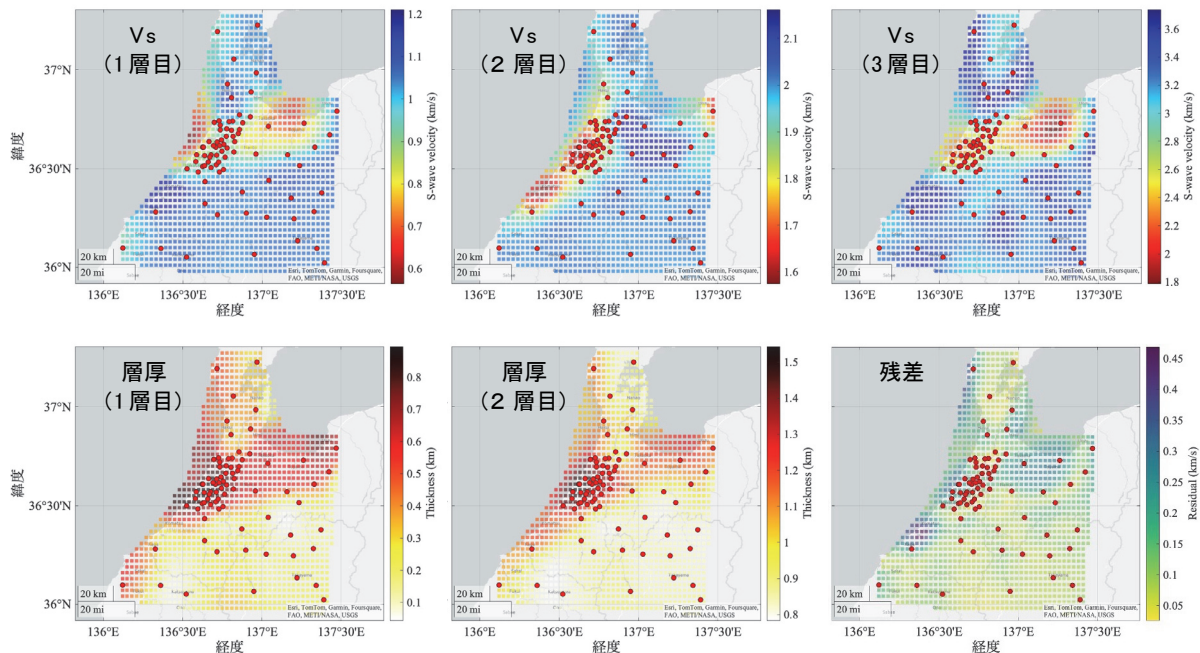 Vs
(1層目)
37°N
36°30'N
36°N
緯度
20 km
20 mi
Esri, TomTom, Garmin, Foursquare,
FAO, METI/NASA, USGS
136°E
136°30'E
137°E
137°30'E
経度
1.2
1.1
1
0.9
0.8
0.7
0.6
S-wave velocity (km/s)
Vs
(2層目)
20 km
20 mi
Esri, TomTom, Garmin, Foursquare,
FAO, METI/NASA, USGS
136°E
136°30'E
137°E
137°30'E
経度
2.1
2
1.9
1.8
1.7
1.6
S-wave velocity (km/s)
Vs
(3層目)
20 km
20 mi
Esri, TomTom, Garmin, Foursquare,
FAO, METI/NASA, USGS
136°E
136°30'E
137°E
137°30'E
経度
3.6
3.4
3.2
3
2.8
2.6
2.4
2.2
2
1.8
S-wave velocity (km/s)
層厚
(1層目)
37°N
36°30'N
36°N
緯度
20 km
20 mi
Esri, TomTom, Garmin, Foursquare,
FAO, METI/NASA, USGS
136°E
136°30'E
137°E
137°30'E
経度
0.9
0.8
0.7
0.6
0.5
0.4
0.3
0.2
0.1
Thickness (km)
層厚
(2層目)
20 km
20 mi
Esri, TomTom, Garmin, Foursquare,
FAO, METI/NASA, USGS
136°E
136°30'E
137°E
137°30'E
経度
1.5
1.4
1.3
1.2
1.1
1
0.9
0.8
Thickness (km)
残差
20 km
20 mi
Esri, TomTom, Garmin, Foursquare,
FAO, METI/NASA, USGS
136°E
136°30'E
137°E
137°30'E
経度
0.45
0.4
0.35
0.3
0.25
0.2
0.15
0.1
0.05
Residual (km/s)